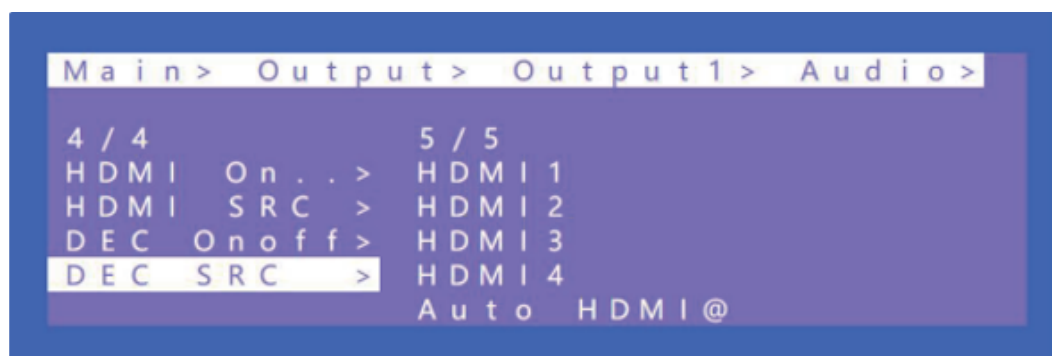 Main> Output> Output1> Audio>
4/4 5/5
HDMI On..> HDMI1
HDMI SRC > HDMI2
DEC Onoff> HDMI3
DEC SRC > HDMI4
Auto HDMI@